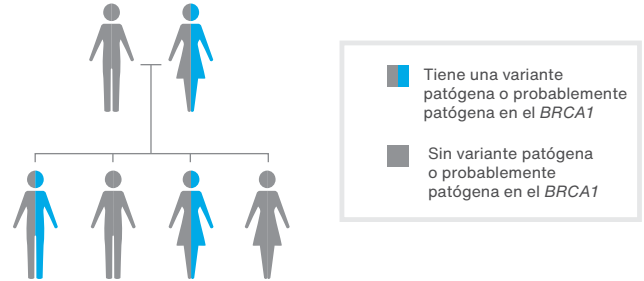 Tiene una variante
patógena o probablemente
patógena en el BRCA1
Sin variante patógena
o probablemente
patógena en el BRCA1